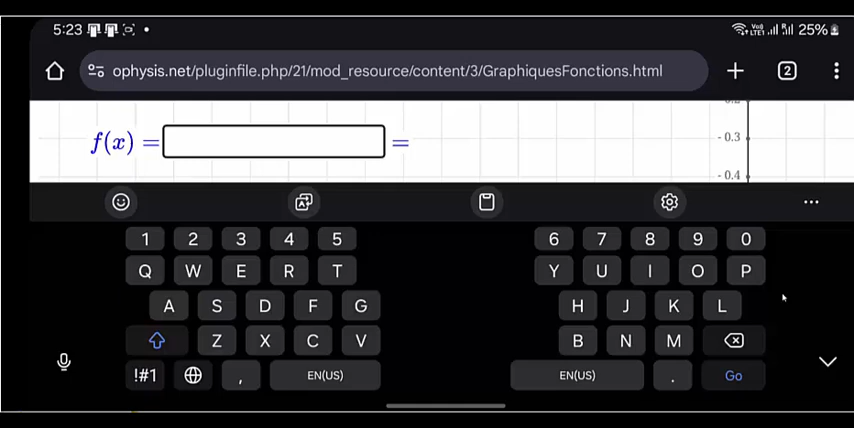 5:23 25%
ophysis.net/pluginfile.php/21/mod_resource/content/3/GraphiquesFonctions.html 2
f(x) = =
- 0.3
- 0.4
1 2 3 4 5 6 7 8 9 0
Q W E R T Y U I O P
A S D F G H J K L
Z X C V B N M
!#1 , EN(US) EN(US) . Go